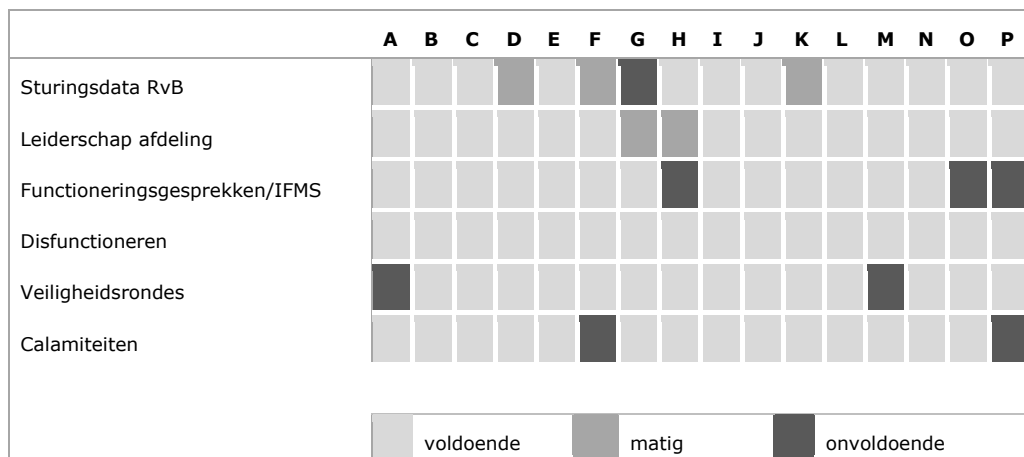 A B C D E F G H I J K L M N O P
Sturingsdata RvB
Leiderschap afdeling
Functioneringsgesprekken/IFMS
Disfunctioneren
Veiligheidsrondes
Calamiteiten
voldoende matig onvoldoende